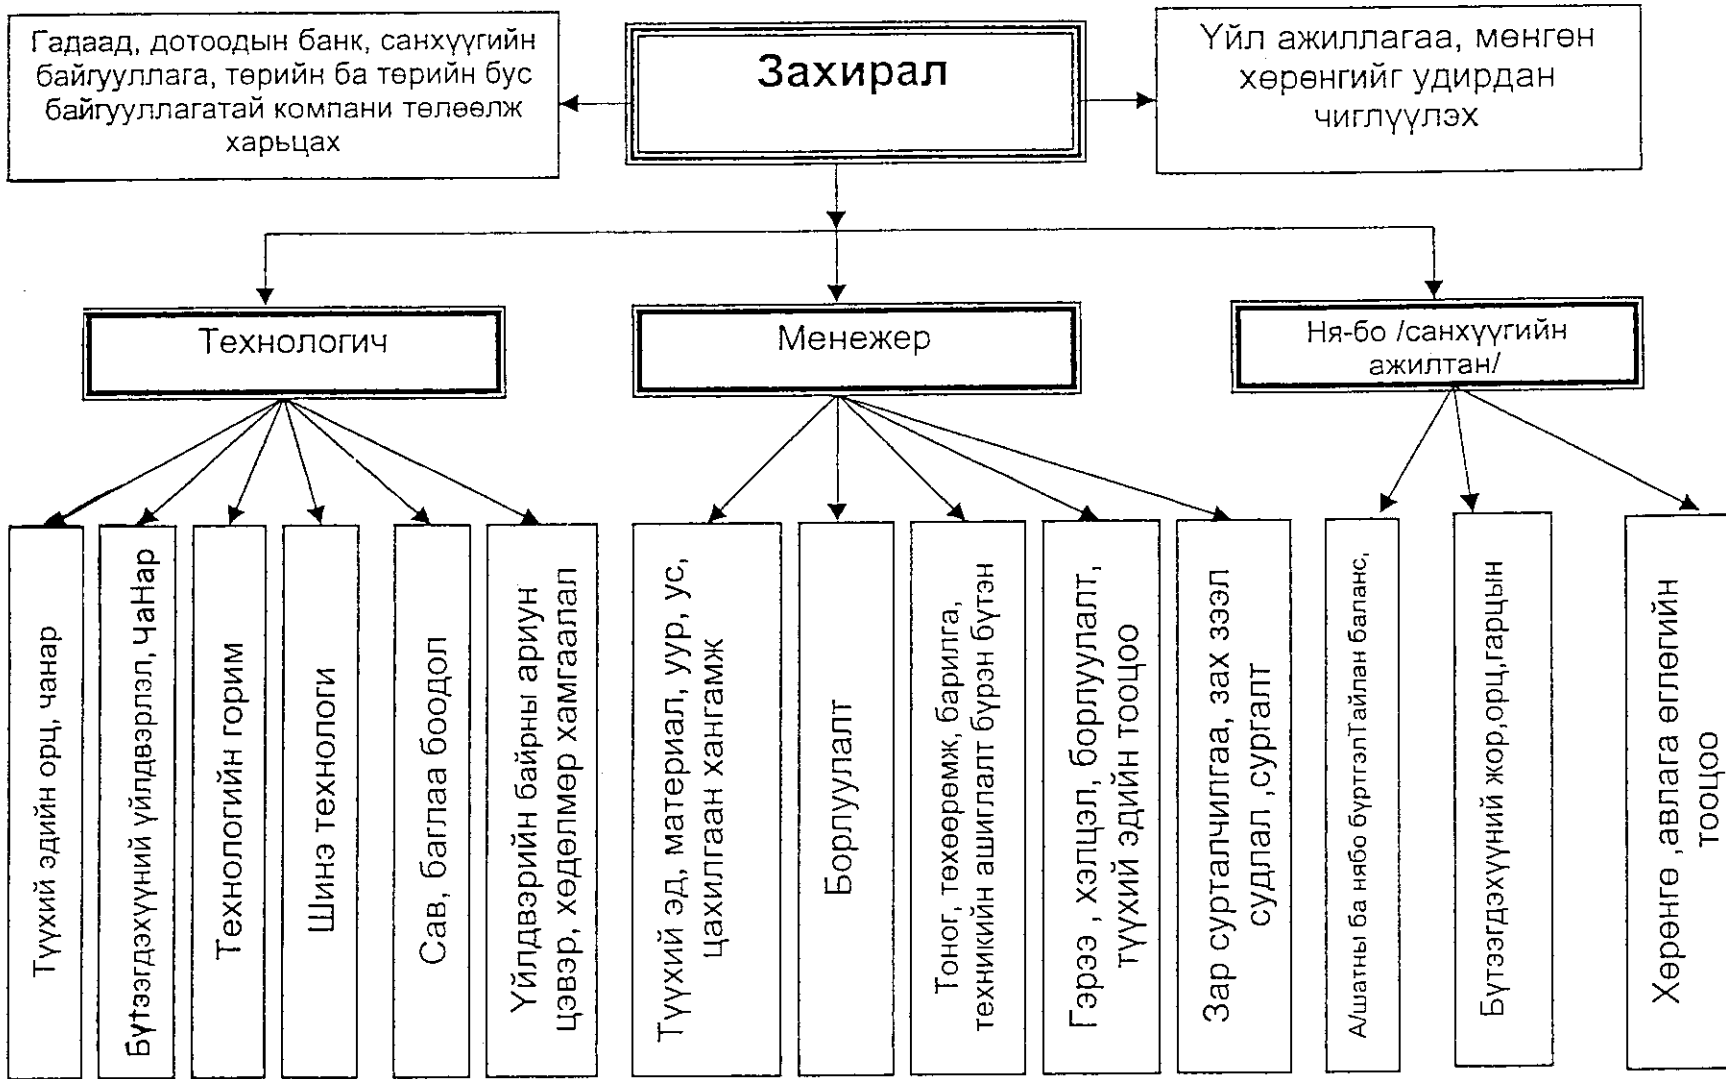 Гадаад, дотоодын банк, санхүүгийн
байгууллага, төрийн ба төрийн бус
байгууллагатай компани төлөөлж
харьцах
Захирал
Үйл ажиллагаа, мөнгөн
хөрөнгийг удирдан
чиглүүлэх
Технологич
Менежер
Ня-бо /санхүүгийн
ажилтан/
Түүхий эдийн орц, чанар
Бүтээгдэхүүний үйлдвэрлэл, ЧаНар
Технологийн горим
Шинэ технологи
Сав, баглаа боодол
Үйлдвэрийн байрны ариун
цэвэр, хөдөлмөр хамгаалал
Түүхий эд, материал, уур, ус,
цахилгаан хангамж
Борлуулалт
Тоног, төхөөрөмж, барилга,
техникийн ашиглалт бүрэн бүтэн
Гэрээ , хэлцэл, борлуулалт,
түүхий эдийн тооцоо
Зар сурталчилгаа, зах зээл
судлал ,сургалт
А/шатны ба нябо бүртгэлТайлан баланс,
Бүтээгдэхүүний жор,орц,гарцын
Хөрөнгө ,авлага өглөгийн
тооцоо